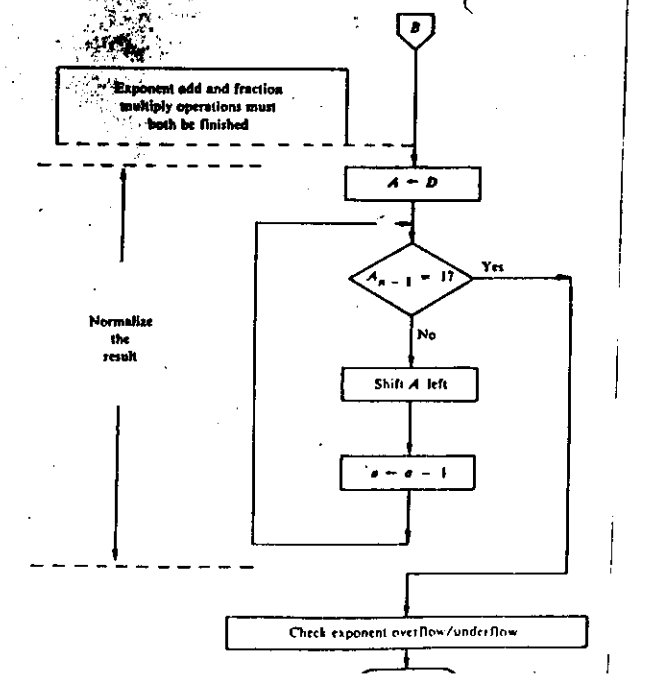 B
Exponent add and fraction
multiply operations must
both be finished
A ← D
A_{n-1} = 1?
Yes
No
Normalize
the
result
Shift A left
a ← a - 1
Check exponent overflow/underflow